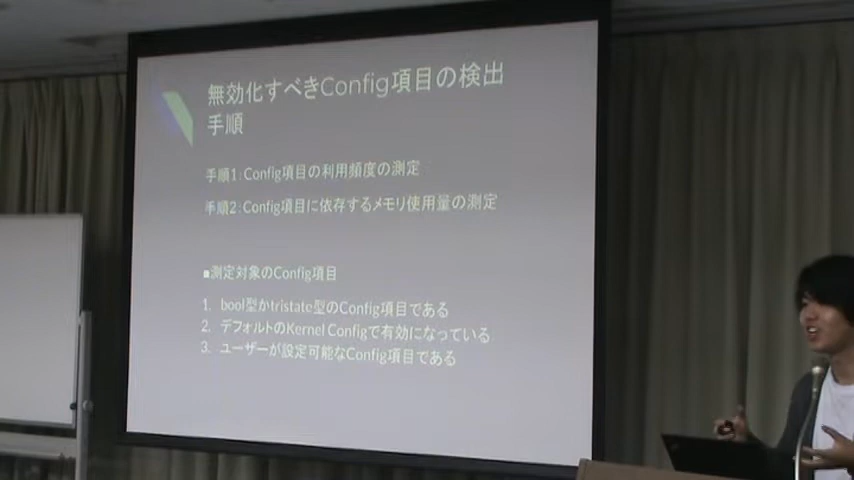 無効化すべきConfig項目の検出
手順
手順1：Config項目の利用頻度の測定
手順2：Config項目に依存するメモリ使用量の測定
■測定対象のConfig項目
1. bool型かtristate型のConfig項目である
2. デフォルトのKernel Configで有効になっている
3. ユーザーが設定可能なConfig項目である